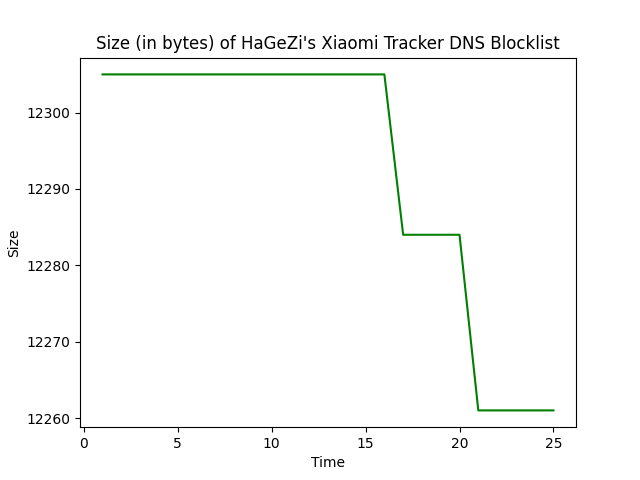 Size (in bytes) of HaGeZi's Xiaomi Tracker DNS Blocklist
12300
12290
12280
12270
12260
Size
0 5 10 15 20 25
Time